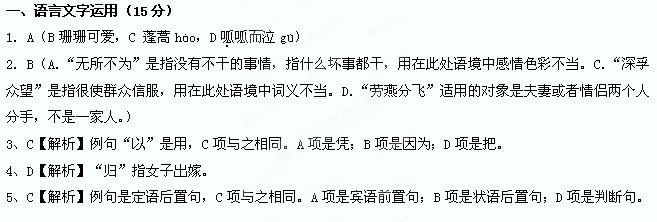 一、语言文字运用（15分）
1. A（B 珊珊可爱，C 蓬蒿 hāo，D 呱呱而泣 gū）
2. B（A.“无所不为”是指没有不干的事情，指什么坏事都干，用在此处语境中感情色彩不当。C.“深孚
众望”是指很使群众信服，用在此处语境中词义不当。D.“劳燕分飞”适用的对象是夫妻或者情侣两个人
分手，不是一家人。）
3、C【解析】例句“以”是用，C 项与之相同。A 项是凭；B 项是因为；D 项是把。
4、D【解析】“归”指女子出嫁。
5、C【解析】例句是定语后置句，C 项与之相同。A 项是宾语前置句；B 项是状语后置句；D 项是判断句。